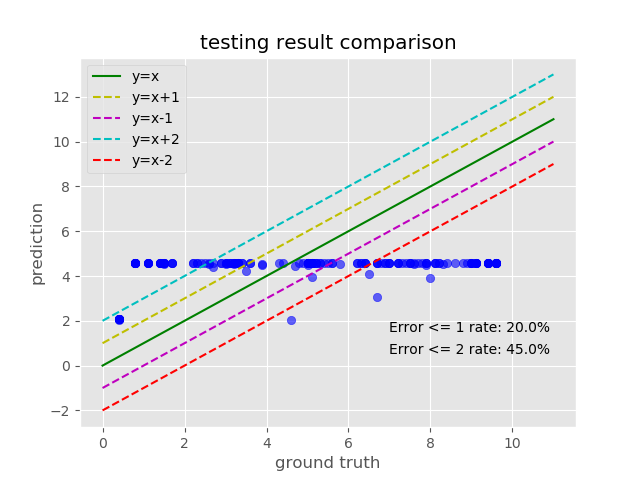 testing result comparison
y=x
y=x+1
y=x-1
y=x+2
y=x-2
12
10
8
6
4
2
0
−2
prediction
Error <= 1 rate: 20.0%
Error <= 2 rate: 45.0%
0 2 4 6 8 10
ground truth